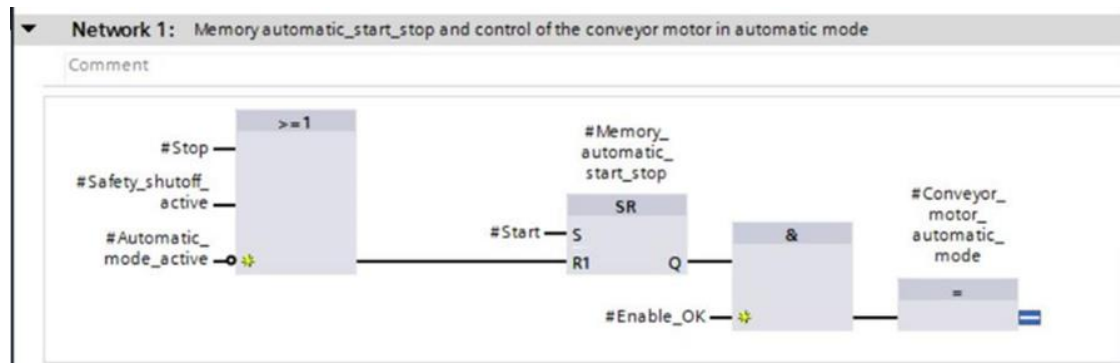 Network 1: Memory automatic_start_stop and control of the conveyor motor in automatic mode
Comment
>=1
#Stop
#Safety_shutoff_
active
#Automatic_
mode_active
#Memory_
automatic_
start_stop
SR
#Start
S
R1
Q
&
#Enable_OK
#Conveyor_
motor_
automatic_
mode
=